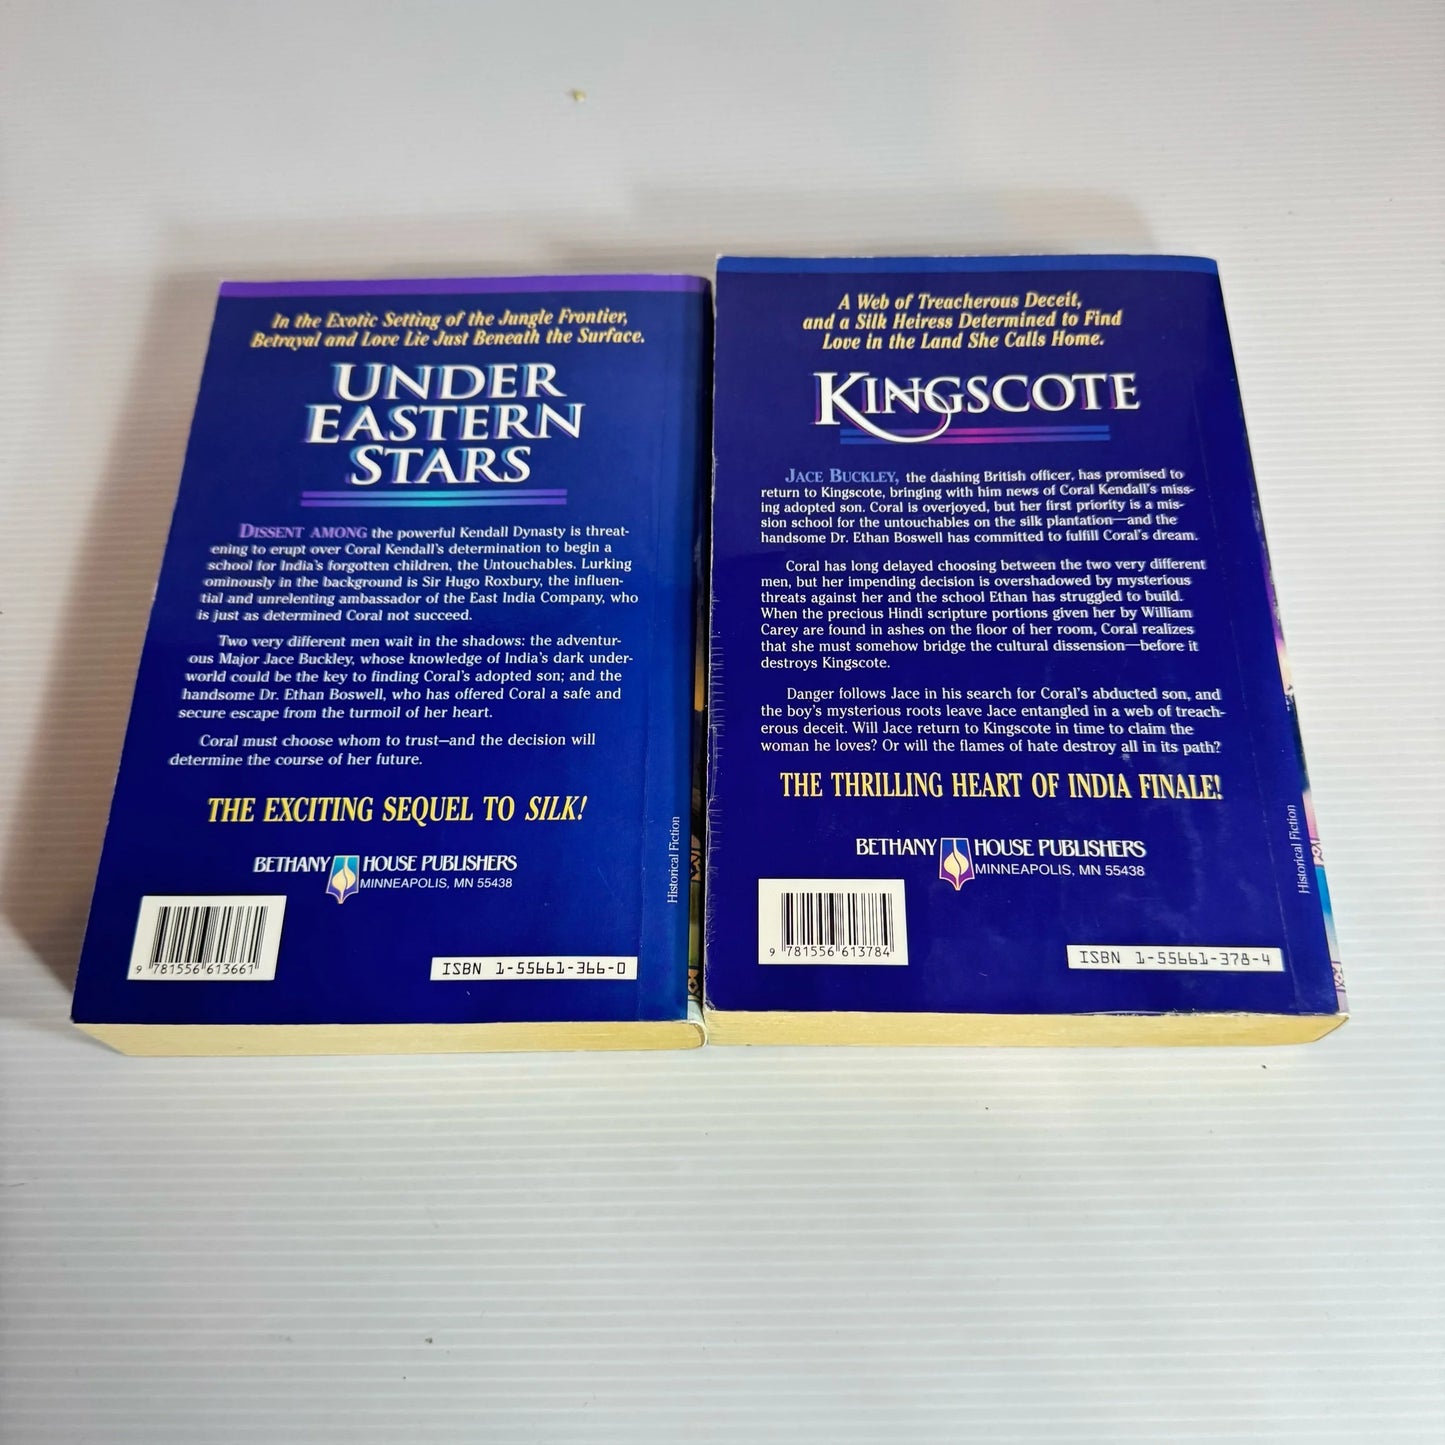 In the Exotic Setting of the Jungle Frontier,
Betrayal and Love Lie Just Beneath the Surface.
UNDER
EASTERN
STARS
DISSENT AMONG the powerful Kendall Dynasty is threat-
ening to erupt over Coral Kendall's determination to begin a
school for India's forgotten children, the Untouchables. Lurking
ominously in the background is Sir Hugo Roxbury, the influen-
tial and unrelenting ambassador of the East India Company, who
is just as determined Coral not succeed.
Two very different men wait in the shadows: the adventur-
ous Major Jace Buckley, whose knowledge of India's dark under-
world could be the key to finding Coral's adopted son; and the
handsome Dr. Ethan Boswell, who has offered Coral a safe and
secure escape from the turmoil of her heart.
Coral must choose whom to trust—and the decision will
determine the course of her future.
THE EXCITING SEQUEL TO SILK!
BETHANY HOUSE PUBLISHERS
MINNEAPOLIS, MN 55438
Historical Fiction
9 781556 613661
ISBN 1-55661-366-0
A Web of Treacherous Deceit,
and a Silk Heiress Determined to Find
Love in the Land She Calls Home.
KINGSCOTE
JACE BUCKLEY, the dashing British officer, has promised to
return to Kingscote, bringing with him news of Coral Kendall's miss-
ing adopted son. Coral is overjoyed, but her first priority is a mis-
sion school for the untouchables on the silk plantation—and the
handsome Dr. Ethan Boswell has committed to fulfill Coral's dream.
Coral has long delayed choosing between the two very different
men, but her impending decision is overshadowed by mysterious
threats against her and the school Ethan has struggled to build.
When the precious Hindi scripture portions given her by William
Carey are found in ashes on the floor of her room, Coral realizes
that she must somehow bridge the cultural dissension—before it
destroys Kingscote.
Danger follows Jace in his search for Coral's abducted son, and
the boy's mysterious roots leave Jace entangled in a web of treach-
erous deceit. Will Jace return to Kingscote in time to claim the
woman he loves? Or will the flames of hate destroy all in its path?
THE THRILLING HEART OF INDIA FINALE!
BETHANY HOUSE PUBLISHERS
MINNEAPOLIS, MN 55438
Historical Fiction
9 781556 613784
ISBN 1-55661-378-4